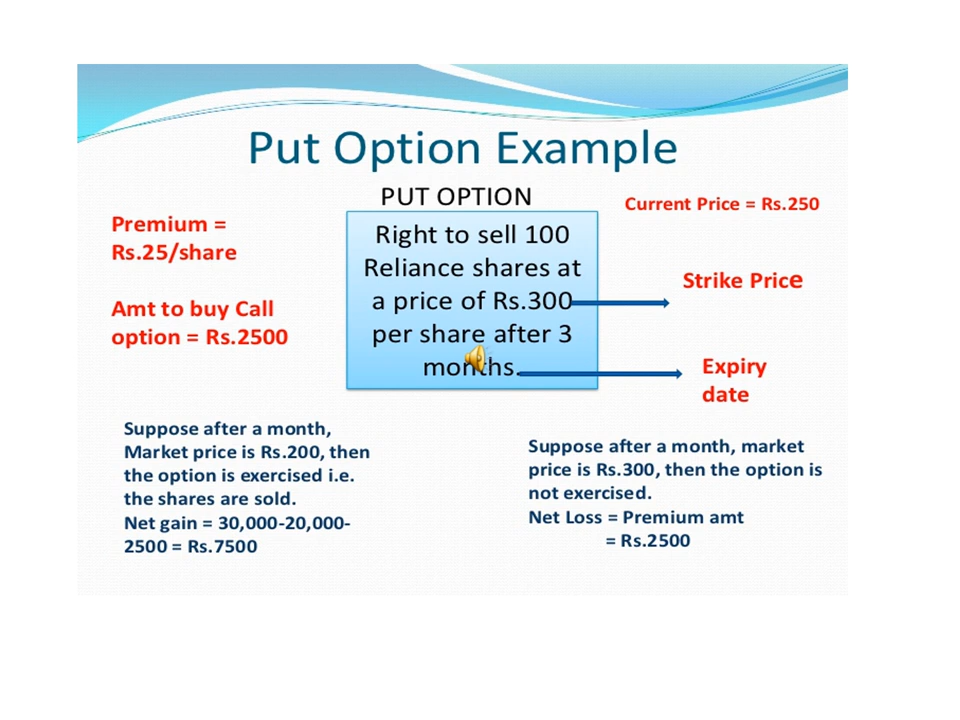 Put Option Example
PUT OPTION
Current Price = Rs.250
Premium =
Rs.25/share
Amt to buy Call
option = Rs.2500
Right to sell 100
Reliance shares at
a price of Rs.300
per share after 3
months.
Strike Price
Expiry
date
Suppose after a month,
Market price is Rs.200, then
the option is exercised i.e.
the shares are sold.
Net gain = 30,000-20,000-
2500 = Rs.7500
Suppose after a month, market
price is Rs.300, then the option is
not exercised.
Net Loss = Premium amt
= Rs.2500